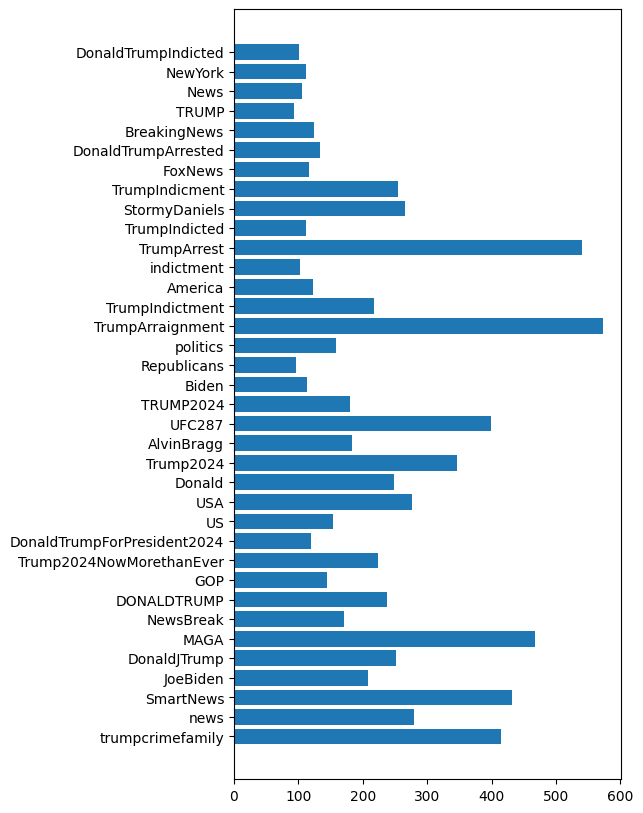 DonaldTrumpIndicted
NewYork
News
TRUMP
BreakingNews
DonaldTrumpArrested
FoxNews
TrumpIndicment
StormyDaniels
TrumpIndicted
TrumpArrest
indictment
America
TrumpIndictment
TrumpArraignment
politics
Republicans
Biden
TRUMP2024
UFC287
AlvinBragg
Trump2024
Donald
USA
US
DonaldTrumpForPresident2024
Trump2024NowMorethanEver
GOP
DONALDTRUMP
NewsBreak
MAGA
DonaldJTrump
JoeBiden
SmartNews
news
trumpcrimefamily
0 100 200 300 400 500 600